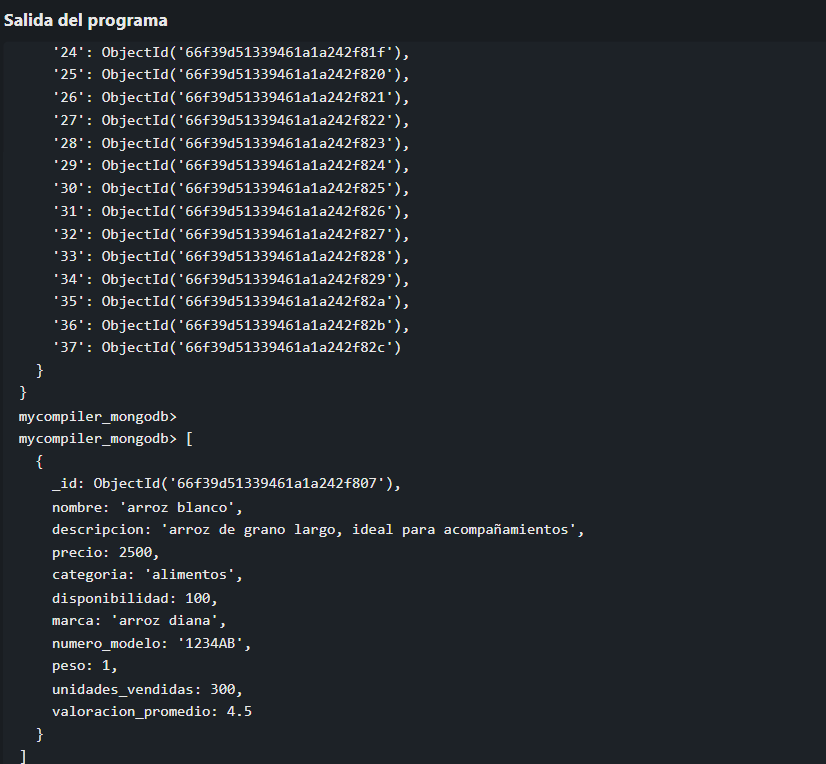 Salida del programa
'24': ObjectId('66f39d51339461a1a242f81f'),
'25': ObjectId('66f39d51339461a1a242f820'),
'26': ObjectId('66f39d51339461a1a242f821'),
'27': ObjectId('66f39d51339461a1a242f822'),
'28': ObjectId('66f39d51339461a1a242f823'),
'29': ObjectId('66f39d51339461a1a242f824'),
'30': ObjectId('66f39d51339461a1a242f825'),
'31': ObjectId('66f39d51339461a1a242f826'),
'32': ObjectId('66f39d51339461a1a242f827'),
'33': ObjectId('66f39d51339461a1a242f828'),
'34': ObjectId('66f39d51339461a1a242f829'),
'35': ObjectId('66f39d51339461a1a242f82a'),
'36': ObjectId('66f39d51339461a1a242f82b'),
'37': ObjectId('66f39d51339461a1a242f82c')
}
}
mycompiler_mongodb>
mycompiler_mongodb> [
{
_id: ObjectId('66f39d51339461a1a242f807'),
nombre: 'arroz blanco',
descripcion: 'arroz de grano largo, ideal para acompañamientos',
precio: 2500,
categoria: 'alimentos',
disponibilidad: 100,
marca: 'arroz diana',
numero_modelo: '1234AB',
peso: 1,
unidades_vendidas: 300,
valoracion_promedio: 4.5
}
]